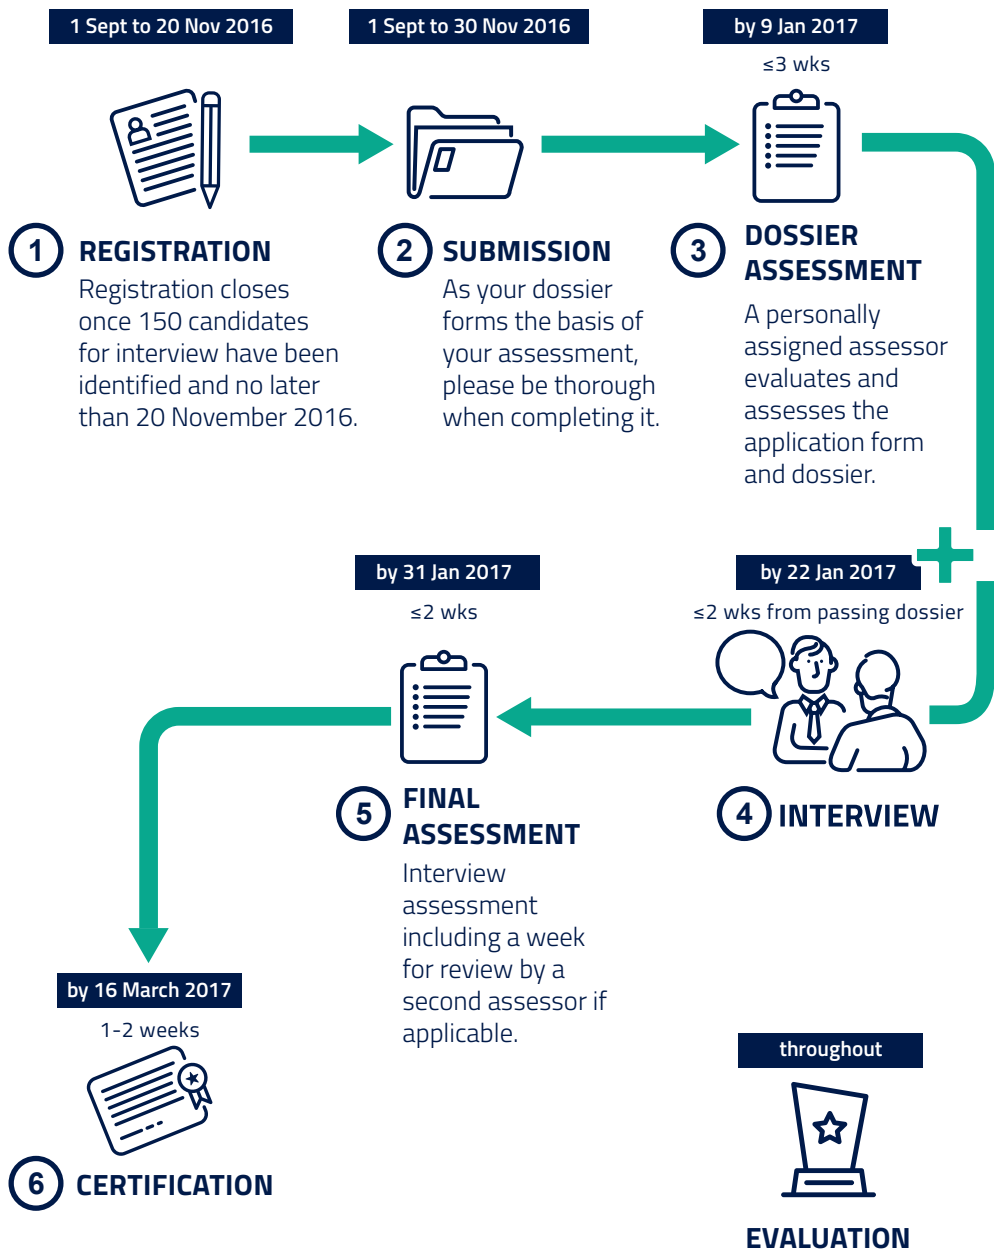 1 Sept to 20 Nov 2016
1
REGISTRATION
Registration closes
once 150 candidates
for interview have been
identified and no later
than 20 November 2016.
1 Sept to 30 Nov 2016
2
SUBMISSION
As your dossier
forms the basis of
your assessment,
please be thorough
when completing it.
by 9 Jan 2017
≤3 wks
3
DOSSIER
ASSESSMENT
A personally
assigned assessor
evaluates and
assesses the
application form
and dossier.
by 22 Jan 2017
≤2 wks from passing dossier
4
INTERVIEW
by 31 Jan 2017
≤2 wks
5
FINAL
ASSESSMENT
Interview
assessment
including a week
for review by a
second assessor if
applicable.
by 16 March 2017
1-2 weeks
6
CERTIFICATION
throughout
EVALUATION